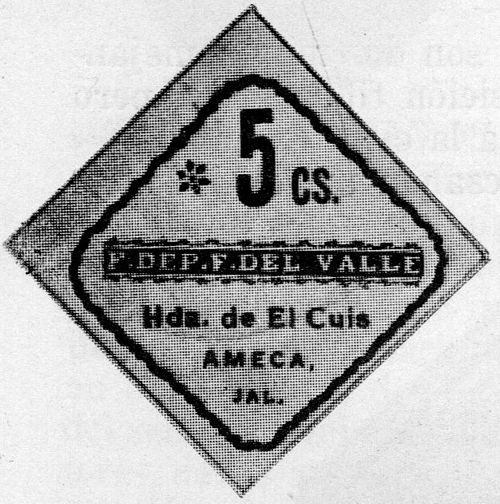 5 CS.
F. DE P. F. DEL VALLE
Hda. de El Cuis
AMECA,
JAL.